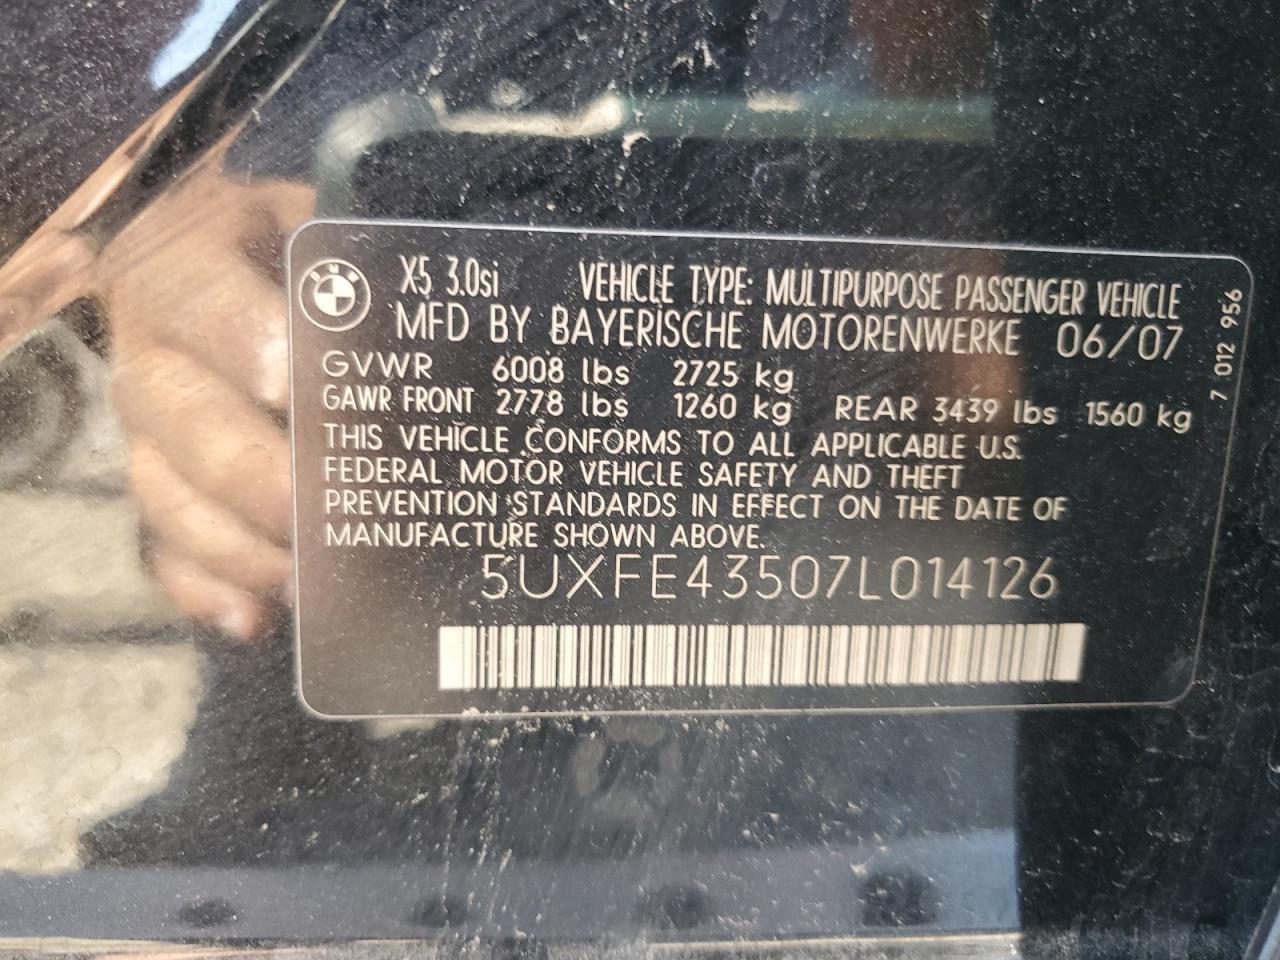 X5 3.0si VEHICLE TYPE: MULTIPURPOSE PASSENGER VEHICLE
MFD BY BAYERISCHE MOTORENWERKE 06/07
GVWR 6008 lbs 2725 kg
GAWR FRONT 2778 lbs 1260 kg REAR 3439 lbs 1560 kg
THIS VEHICLE CONFORMS TO ALL APPLICABLE U.S.
FEDERAL MOTOR VEHICLE SAFETY AND THEFT
PREVENTION STANDARDS IN EFFECT ON THE DATE OF
MANUFACTURE SHOWN ABOVE.
5UXFE43507L014126
7 012 956